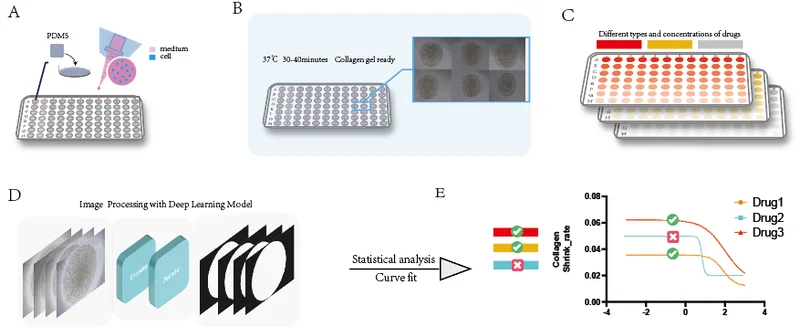 A
PDMS
medium
cell
B
37℃ 30-40minutes Collagen gel ready
C
Different types and concentrations of drugs
D
Image Processing with Deep Learning Model
Encoder
Decoder
E
Statistical analysis
Curve fit
Collagen
Shrink_rate
0.08
0.06
0.04
0.02
0.00
-4 -2 0 2 4
Drug1
Drug2
Drug3